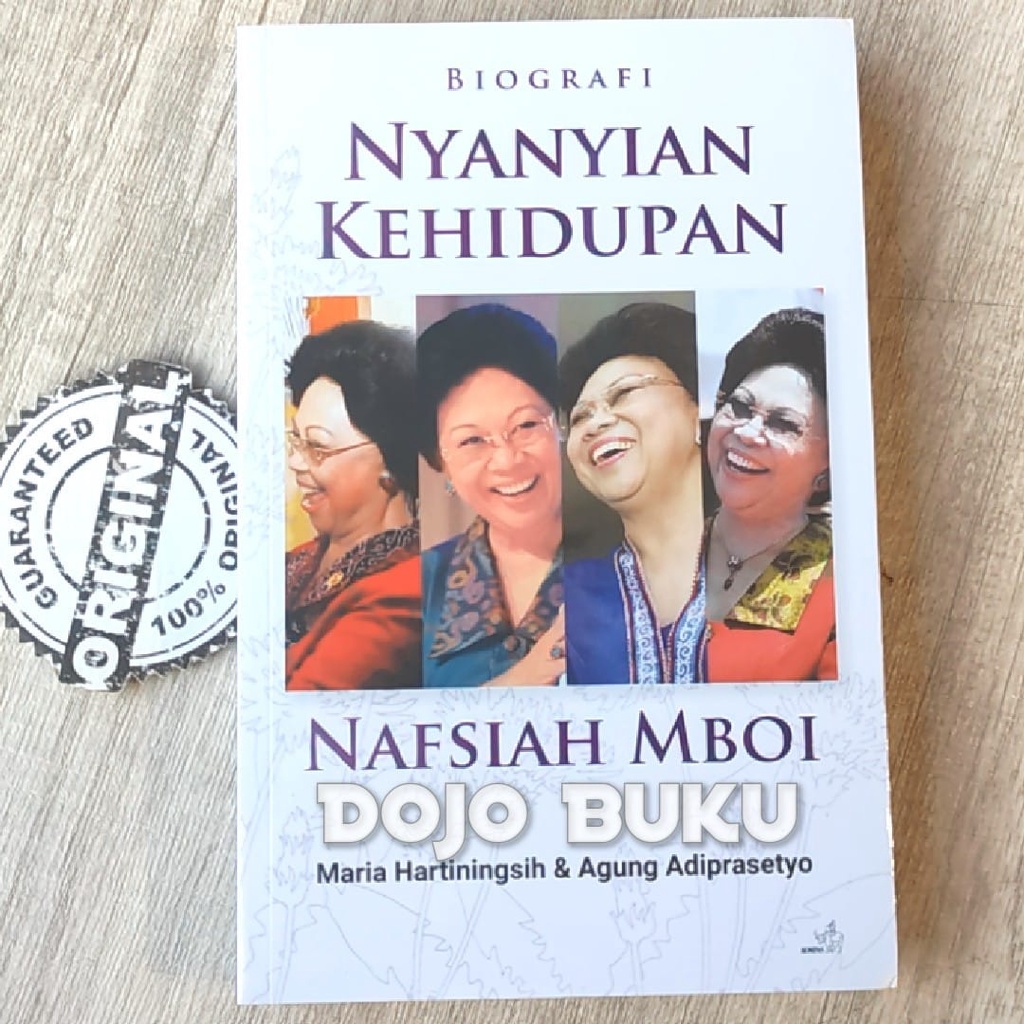 BIOGRAFI
NYANYIAN
KEHIDUPAN
NAFSIAH MBOI
DOJO BUKU
Maria Hartiningsih & Agung Adiprasetyo
GUARANTEED
ORIGINAL
100% ORIGINAL